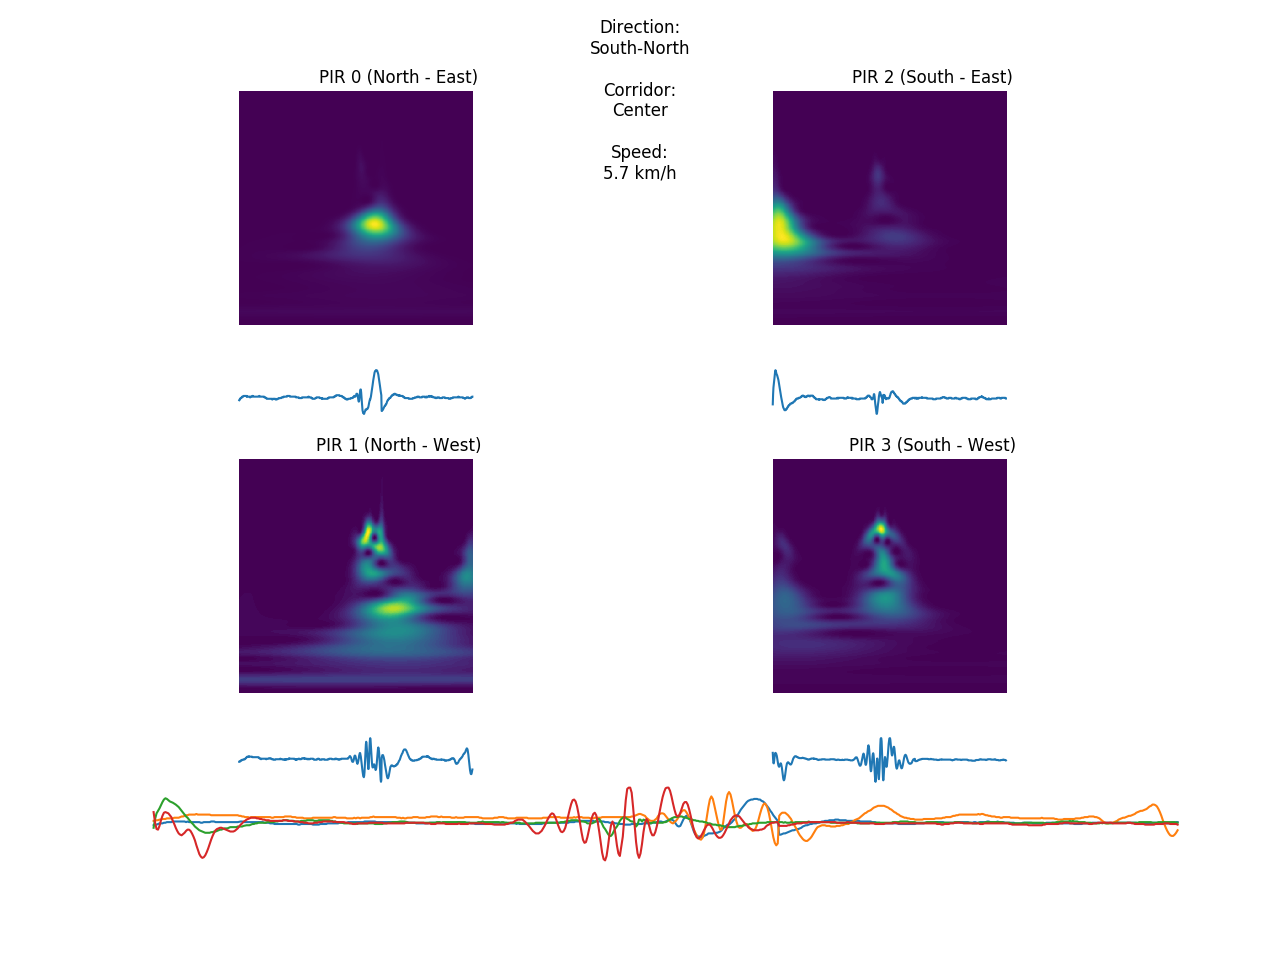 Direction:
South-North
Corridor:
Center
Speed:
5.7 km/h
PIR 0 (North - East)
PIR 2 (South - East)
PIR 1 (North - West)
PIR 3 (South - West)